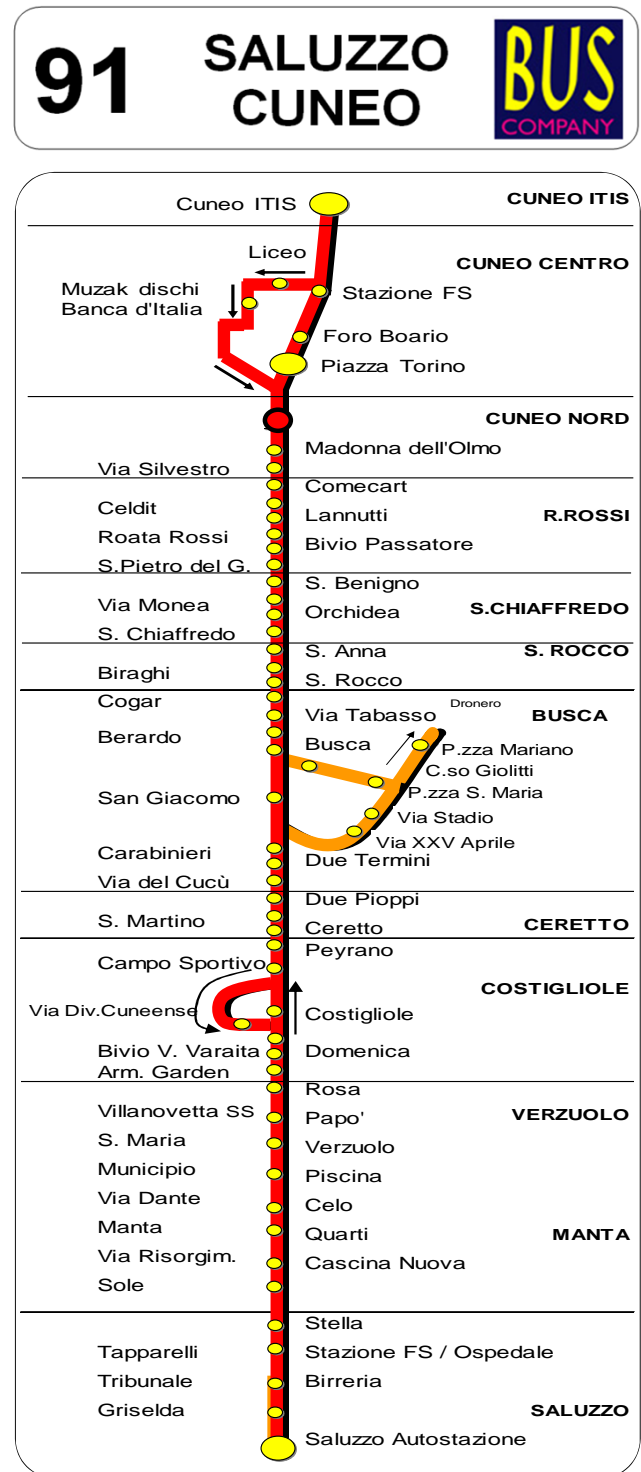 91
SALUZZO
CUNEO
BUS
COMPANY
Cuneo ITIS
CUNEO ITIS
Liceo
CUNEO CENTRO
Muzak dischi
Banca d'Italia
Stazione FS
Foro Boario
Piazza Torino
CUNEO NORD
Madonna dell'Olmo
Via Silvestro
Comecart
Celdit
Lannutti
R.ROSSI
Roata Rossi
Bivio Passatore
S.Pietro del G.
S. Benigno
Via Monea
Orchidea
S.CHIAFFREDO
S. Chiaffredo
S. Anna
S. ROCCO
Biraghi
S. Rocco
Cogar
Dronero
Via Tabasso
BUSCA
Berardo
Busca
P.zza Mariano
C.so Giolitti
P.zza S. Maria
San Giacomo
Via Stadio
Via XXV Aprile
Carabinieri
Due Termini
Via del Cucù
Due Pioppi
S. Martino
Ceretto
CERETTO
Peyrano
Campo Sportivo
COSTIGLIOLE
Via Div.Cuneense
Costigliole
Bivio V. Varaita
Domenica
Arm. Garden
Rosa
Villanovetta SS
Papo'
VERZUOLO
S. Maria
Verzuolo
Municipio
Piscina
Via Dante
Celo
Manta
Quarti
MANTA
Via Risorgim.
Cascina Nuova
Sole
Stella
Tapparelli
Stazione FS / Ospedale
Tribunale
Birreria
Griselda
SALUZZO
Saluzzo Autostazione